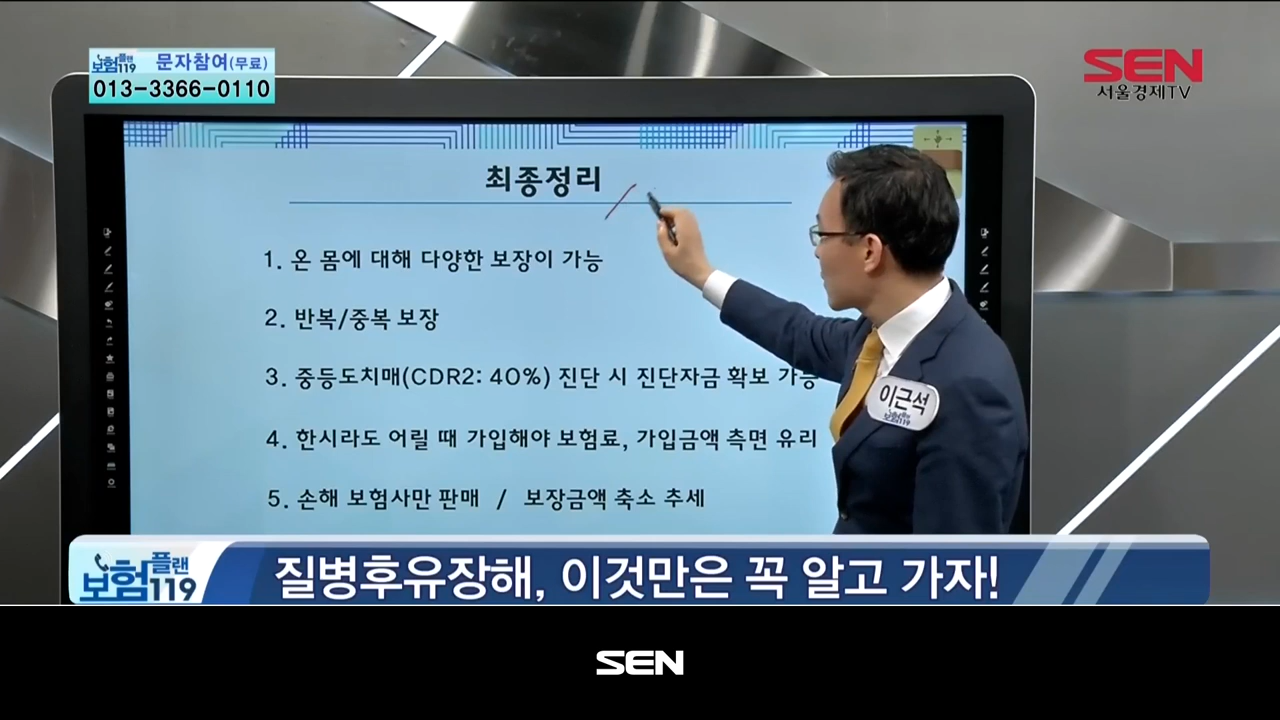 보험플랜119 문자참여(무료)
013-3366-0110
SEN
서울경제TV
최종정리
1. 온 몸에 대해 다양한 보장이 가능
2. 반복/중복 보장
3. 중등도치매(CDR2: 40%) 진단 시 진단자금 확보 가능
4. 한시라도 어릴 때 가입해야 보험료, 가입금액 측면 유리
5. 손해 보험사만 판매 / 보장금액 축소 추세
이근석
보험플랜119
보험플랜119
질병후유장해, 이것만은 꼭 알고 가자!
SEN